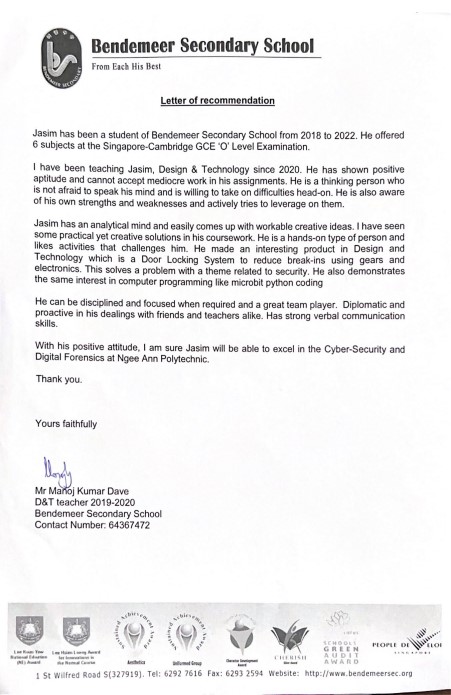 Bendemeer Secondary School
From Each His Best
Letter of recommendation
Jasim has been a student of Bendemeer Secondary School from 2018 to 2022. He offered
6 subjects at the Singapore-Cambridge GCE 'O' Level Examination.
I have been teaching Jasim, Design & Technology since 2020. He has shown positive
aptitude and cannot accept mediocre work in his assignments. He is a thinking person who
is not afraid to speak his mind and is willing to take on difficulties head-on. He is also aware
of his own strengths and weaknesses and actively tries to leverage on them.
Jasim has an analytical mind and easily comes up with workable creative ideas. I have seen
some practical yet creative solutions in his coursework. He is a hands-on type of person and
likes activities that challenges him. He made an interesting product in Design and
Technology which is a Door Locking System to reduce break-ins using gears and
electronics. This solves a problem with a theme related to security. He also demonstrates
the same interest in computer programming like microbit python coding
He can be disciplined and focused when required and a great team player. Diplomatic and
proactive in his dealings with friends and teachers alike. Has strong verbal communication
skills.
With his positive attitude, I am sure Jasim will be able to excel in the Cyber-Security and
Digital Forensics at Ngee Ann Polytechnic.
Thank you.
Yours faithfully
Mr Manoj Kumar Dave
D&T teacher 2019-2020
Bendemeer Secondary School
Contact Number: 64367472
Sustained Achievement Award
Sustained Achievement Award
Lee Kuan Yew
National Education
(NE) Award
Lee Hsien Loong Award
for Innovations in
the Normal Course
Aesthetics
Uniformed Group
Character Development
Award
CHERISH
SCHOOLS
GREEN
AUDIT
AWARD
PEOPLE DEVELOPER
SINGAPORE
1 St Wilfred Road S(327919). Tel: 6292 7616 Fax: 6293 2594 Website: http://www.bendemeersec.org